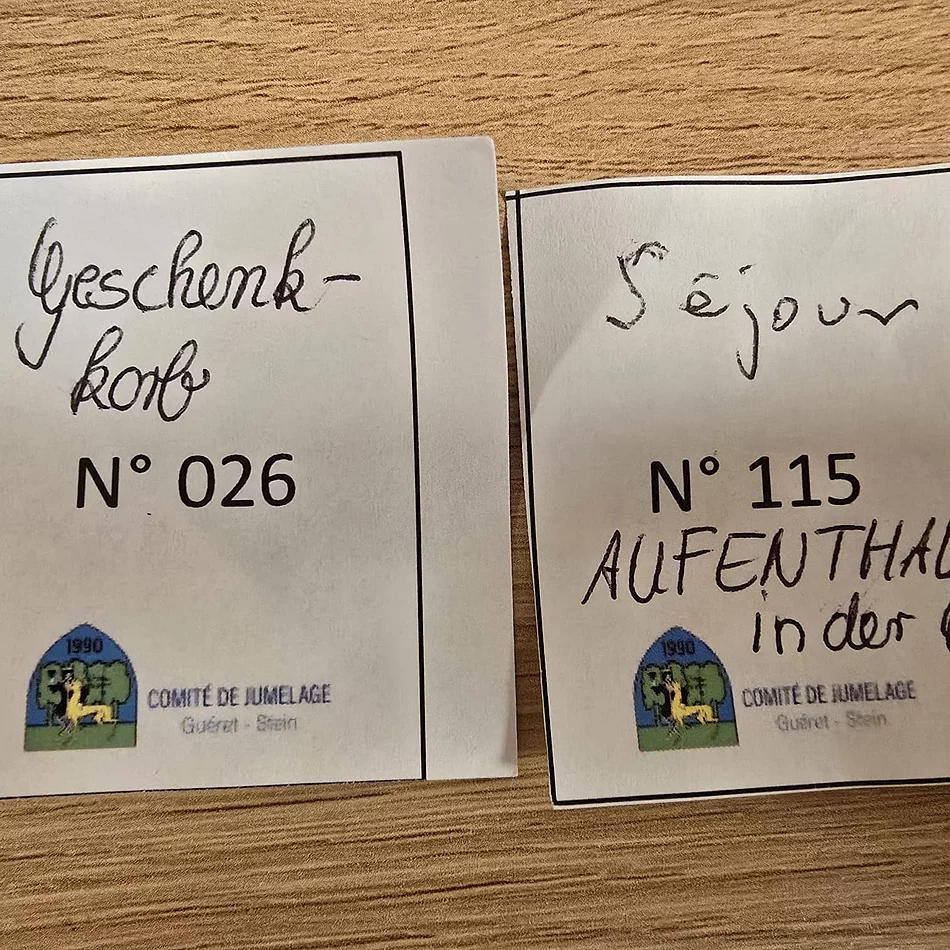 Geschenk-
korb
N° 026
1990
COMITÉ DE JUMELAGE
Guéret - Stein
Séjour
N° 115
AUFENTHAL
in der
1990
COMITÉ DE JUMELAGE
Guéret - Stein